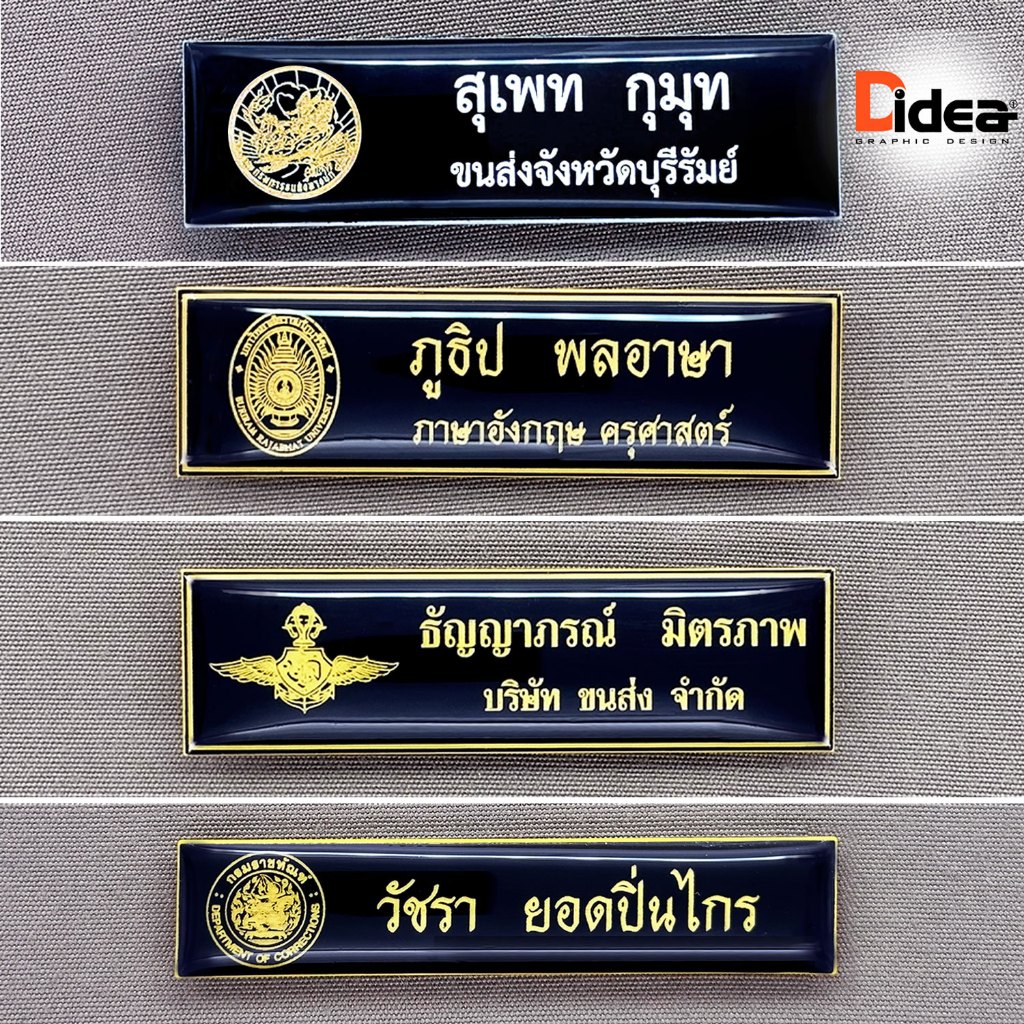 สุเพท กุมุท
ขนส่งจังหวัดบุรีรัมย์
Didea®
GRAPHIC DESIGN
ภูธิป พลอาษา
ภาษาอังกฤษ ครุศาสตร์
BURIRAM RAJABHAT UNIVERSITY
ธัญญาภรณ์ มิตรภาพ
บริษัท ขนส่ง จำกัด
กรมราชทัณฑ์
DEPARTMENT OF CORRECTIONS
วัชรา ยอดปิ่นไกร